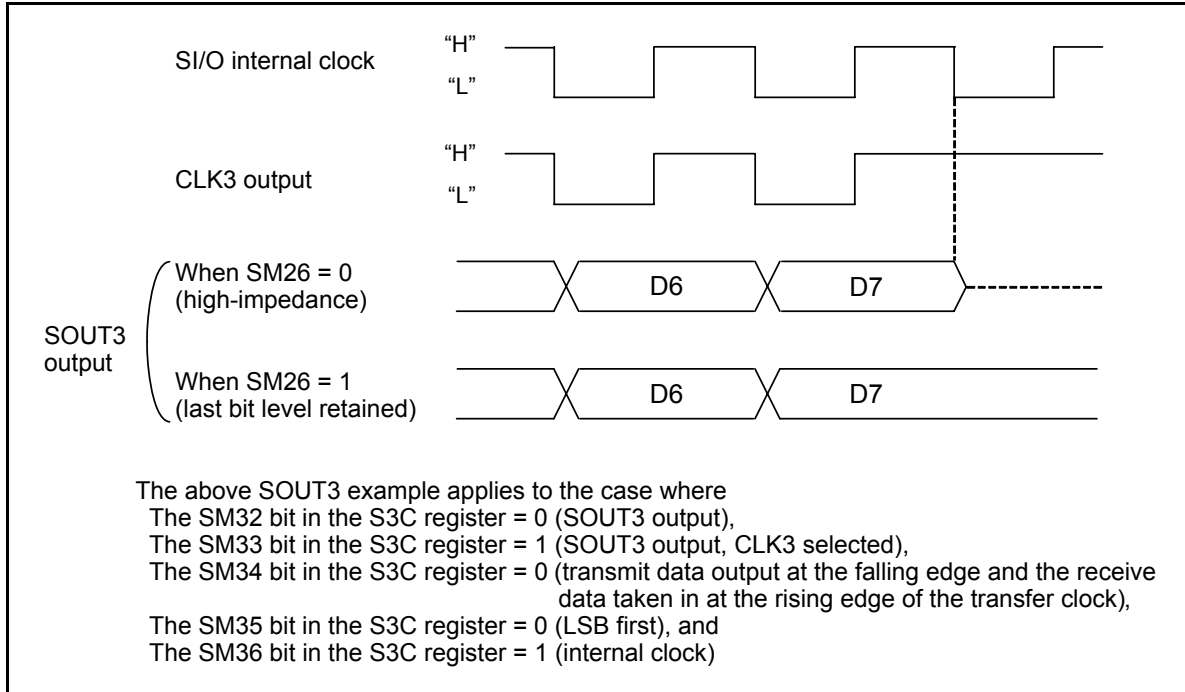 “H”
SI/O internal clock
“L”
“H”
CLK3 output
“L”
When SM26 = 0
(high-impedance)
D6
D7
SOUT3
output
When SM26 = 1
(last bit level retained)
D6
D7
The above SOUT3 example applies to the case where
The SM32 bit in the S3C register = 0 (SOUT3 output),
The SM33 bit in the S3C register = 1 (SOUT3 output, CLK3 selected),
The SM34 bit in the S3C register = 0 (transmit data output at the falling edge and the receive
data taken in at the rising edge of the transfer clock),
The SM35 bit in the S3C register = 0 (LSB first), and
The SM36 bit in the S3C register = 1 (internal clock)